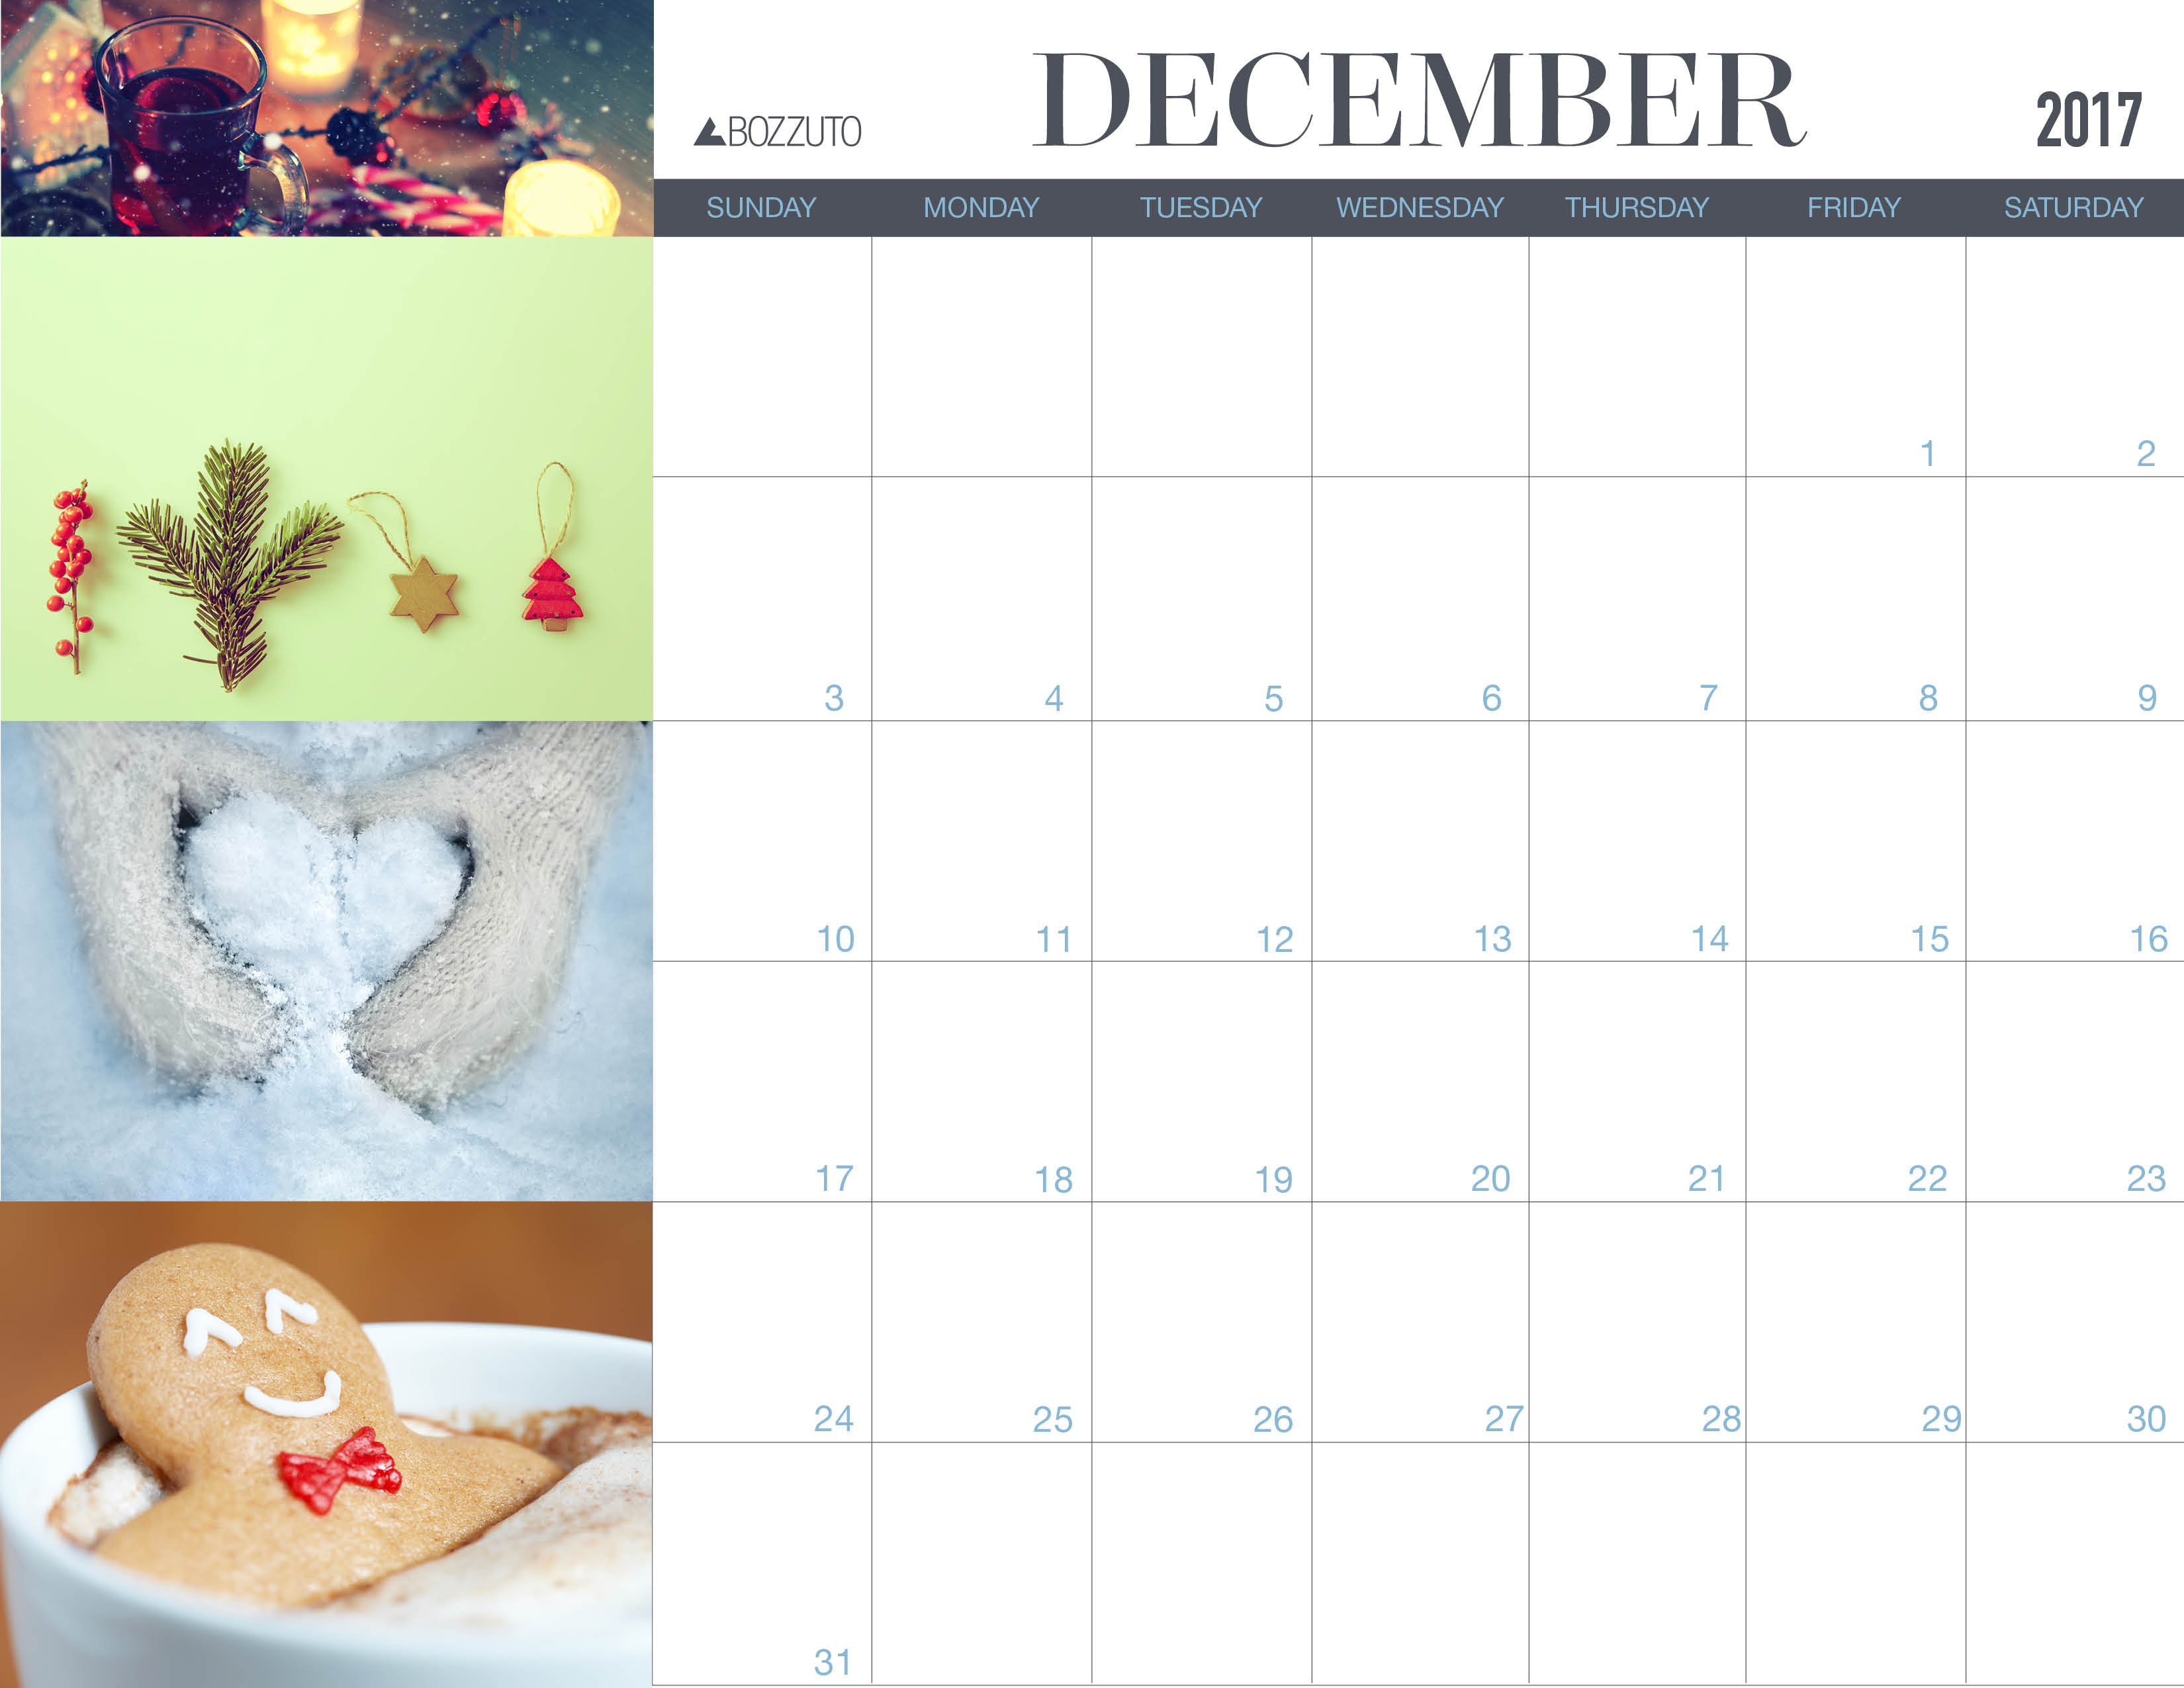 BOZZUTO
DECEMBER
2017
SUNDAY MONDAY TUESDAY WEDNESDAY THURSDAY FRIDAY SATURDAY
1 2
3 4 5 6 7 8 9
10 11 12 13 14 15 16
17 18 19 20 21 22 23
24 25 26 27 28 29 30
31